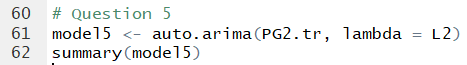 60 # Question 5
61 model5 <- auto.arima(PG2.tr, lambda = L2)
62 summary(model5)